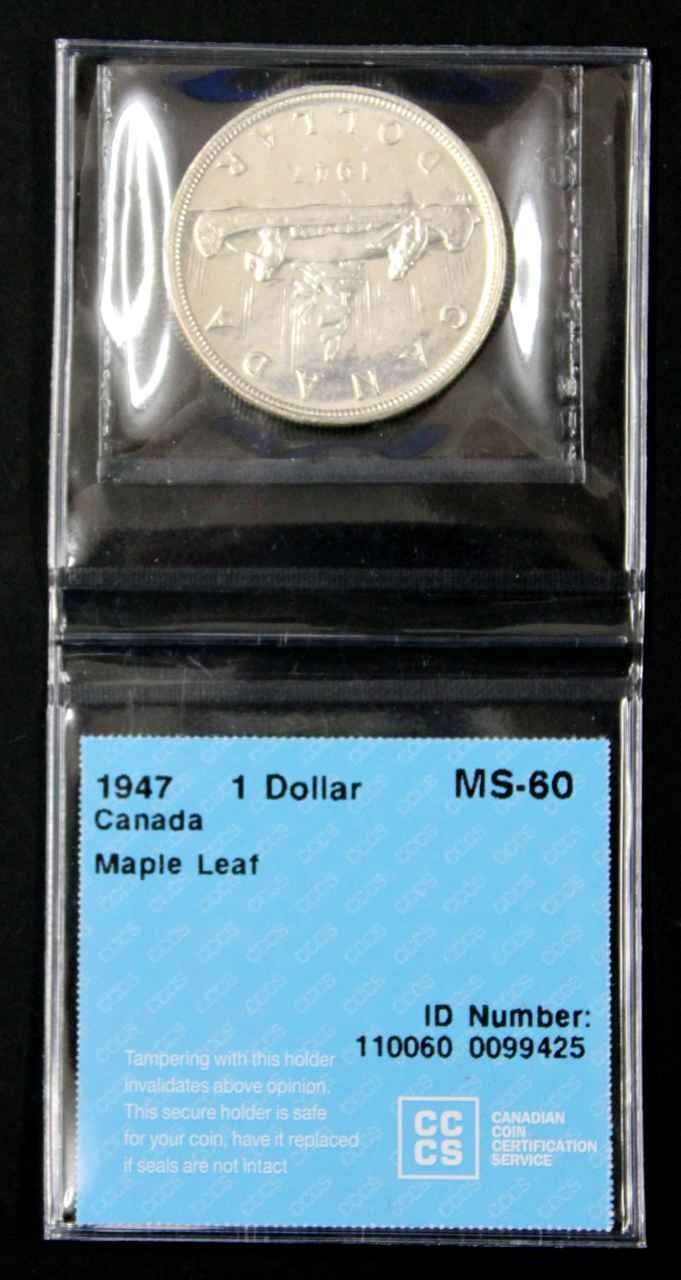 CANADA
1947
DOLLAR
1947 1 Dollar MS-60
Canada
Maple Leaf
ID Number:
110060 0099425
Tampering with this holder
invalidates above opinion.
This secure holder is safe
for your coin, have it replaced
if seals are not intact
CC
CS
CANADIAN
COIN
CERTIFICATION
SERVICE